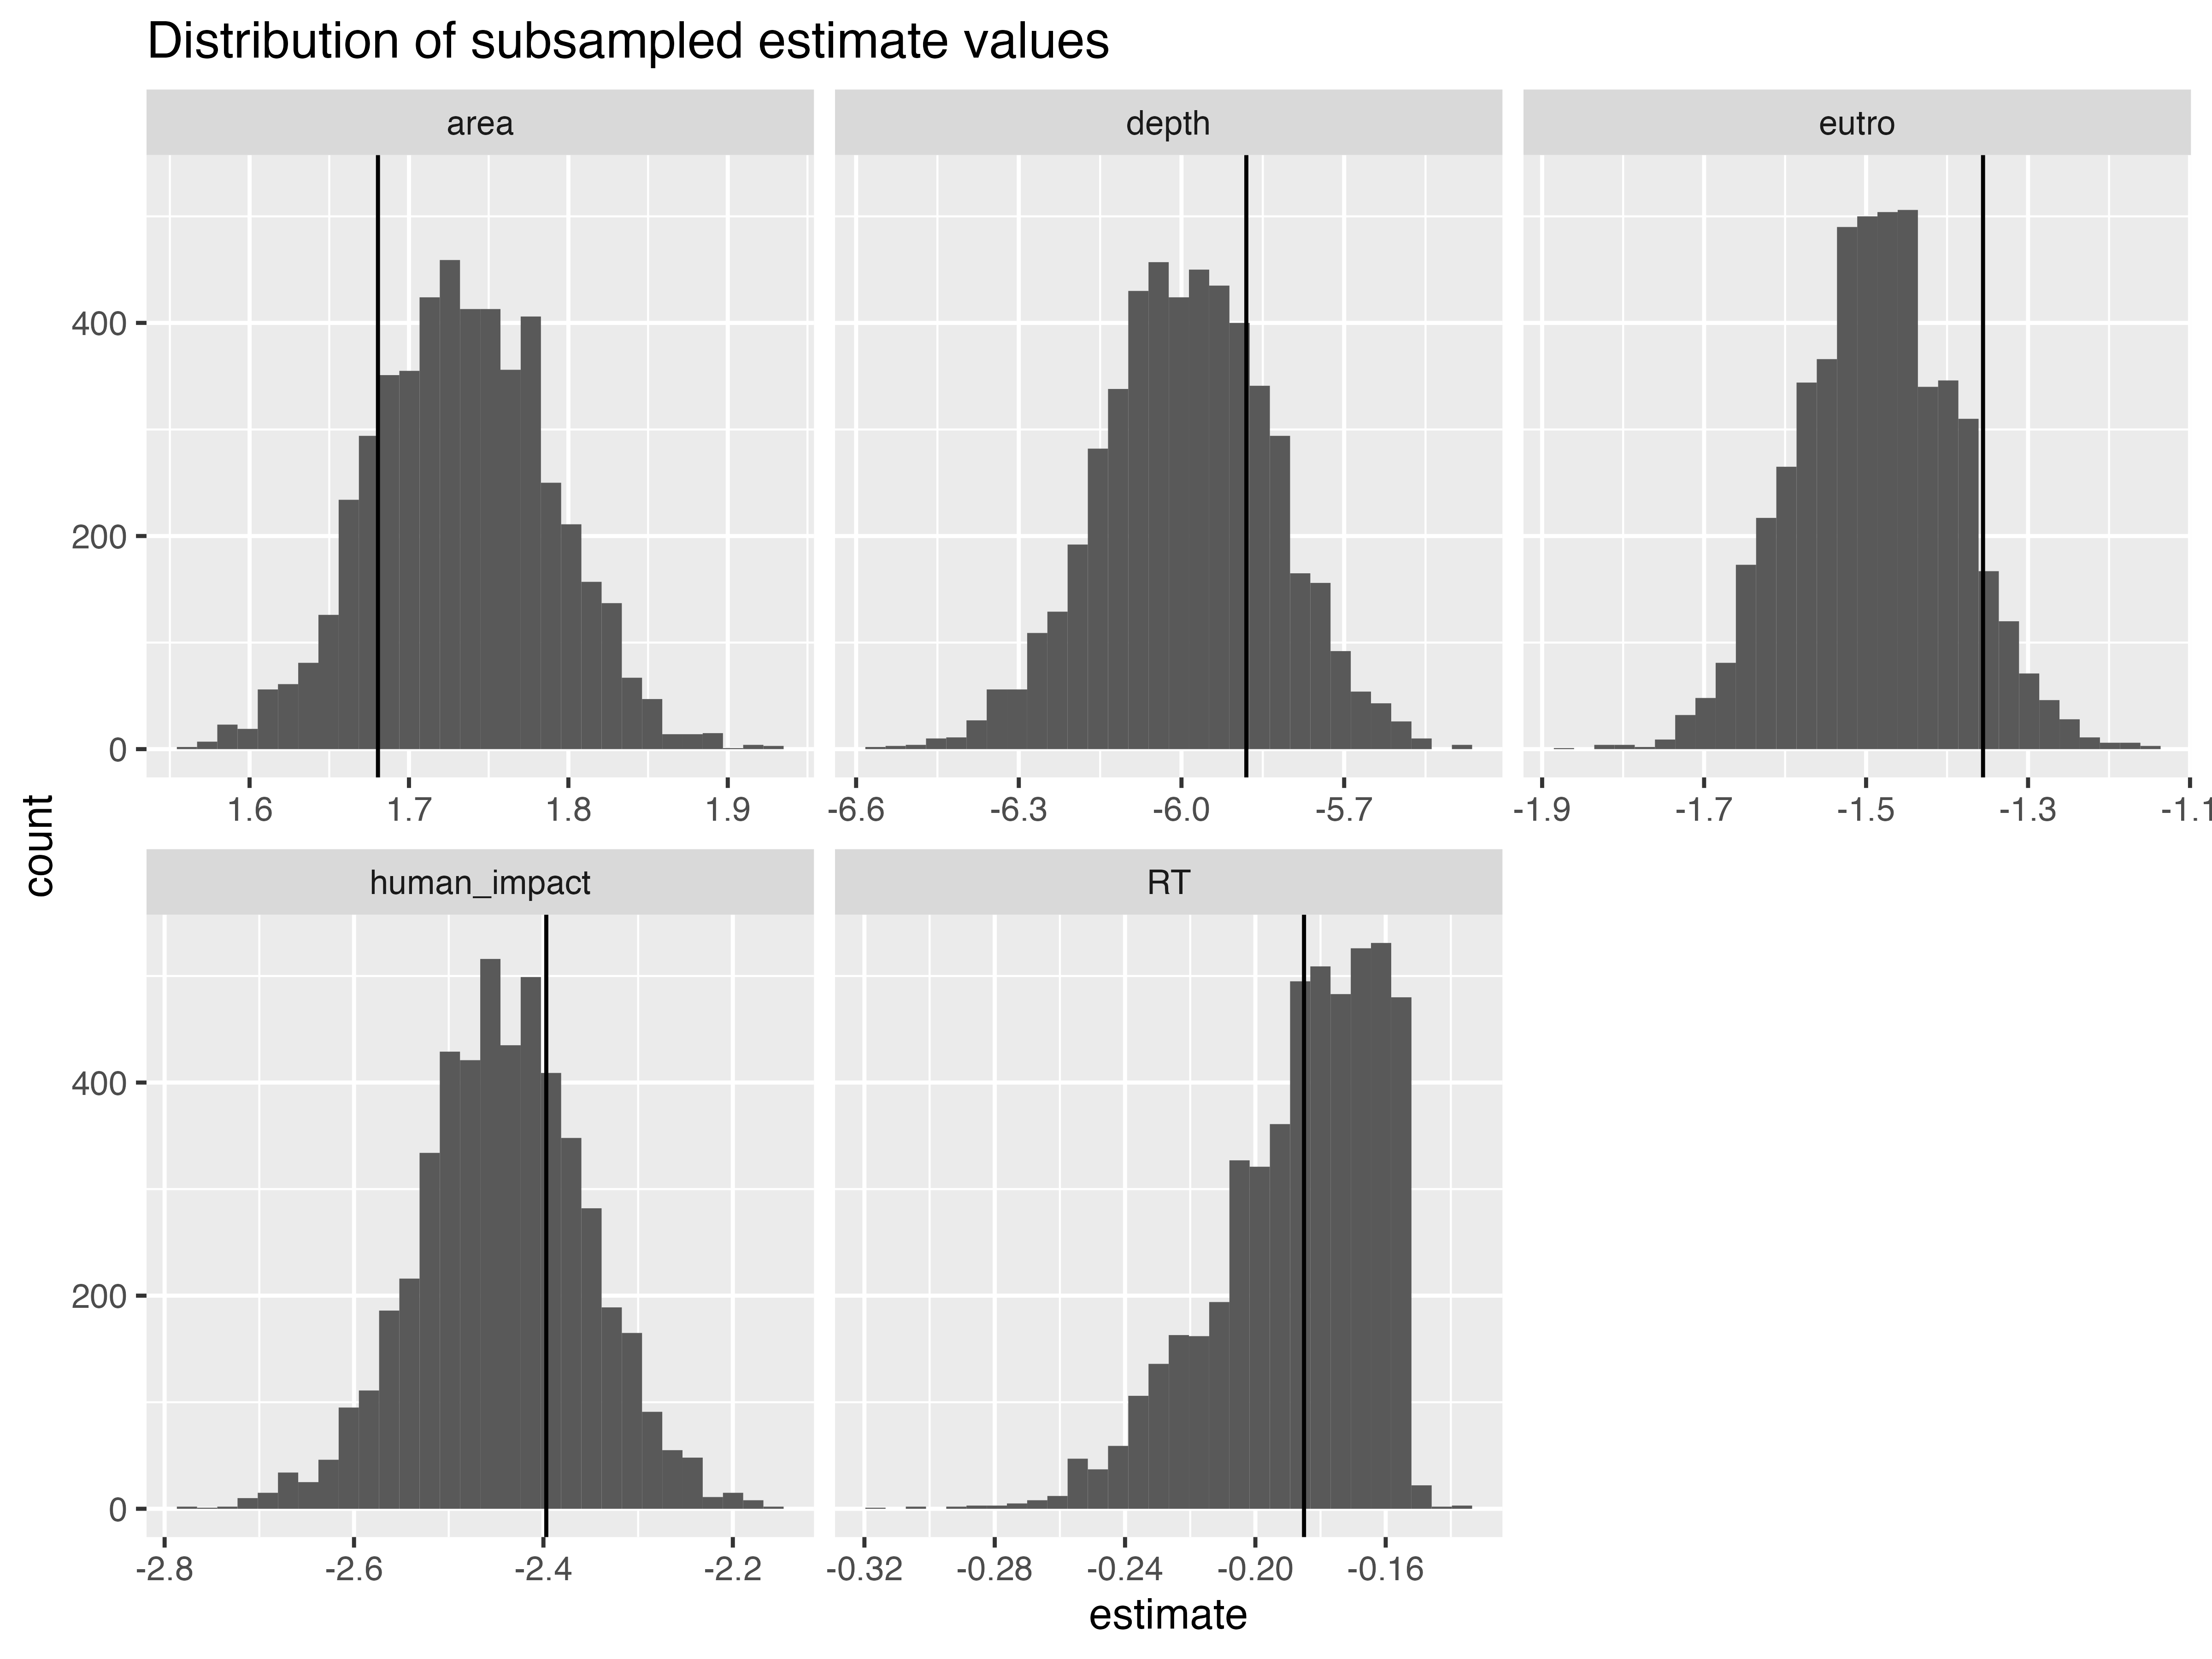 Distribution of subsampled estimate values
area
depth
eutro
400
200
0
1.6 1.7 1.8 1.9
-6.6 -6.3 -6.0 -5.7
-1.9 -1.7 -1.5 -1.3 -1.1
count
human_impact
RT
400
200
0
-2.8 -2.6 -2.4 -2.2
-0.32 -0.28 -0.24 -0.20 -0.16
estimate